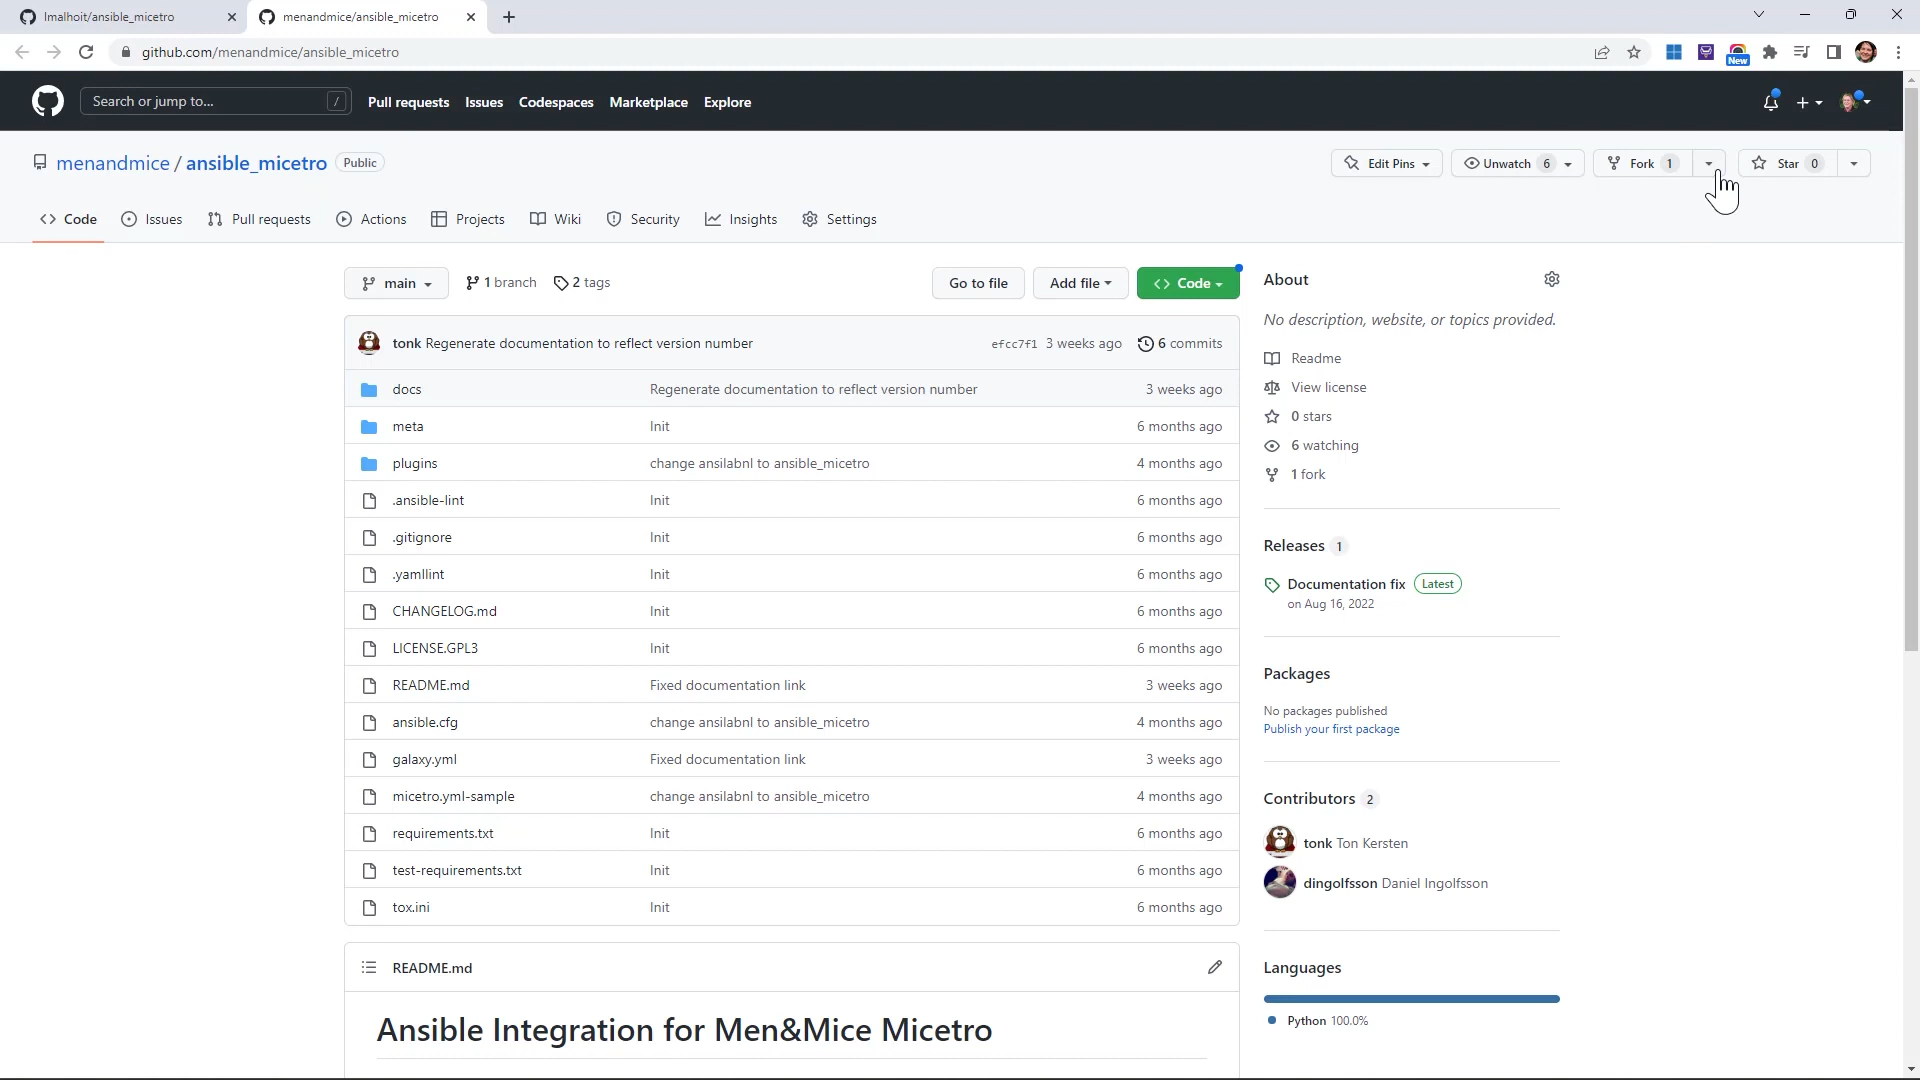 lmalhoit/ansible_micetro
menandmice/ansible_micetro
github.com/menandmice/ansible_micetro
New
Search or jump to...
/
Pull requests
Issues
Codespaces
Marketplace
Explore
menandmice / ansible_micetro
Public
Edit Pins
Unwatch 6
Fork 1
Star 0
Code
Issues
Pull requests
Actions
Projects
Wiki
Security
Insights
Settings
main
1 branch
2 tags
Go to file
Add file
Code
tonk Regenerate documentation to reflect version number
efcc7f1 3 weeks ago
6 commits
docs Regenerate documentation to reflect version number 3 weeks ago
meta Init 6 months ago
plugins change ansilabnl to ansible_micetro 4 months ago
.ansible-lint Init 6 months ago
.gitignore Init 6 months ago
.yamllint Init 6 months ago
CHANGELOG.md Init 6 months ago
LICENSE.GPL3 Init 6 months ago
README.md Fixed documentation link 3 weeks ago
ansible.cfg change ansilabnl to ansible_micetro 4 months ago
galaxy.yml Fixed documentation link 3 weeks ago
micetro.yml-sample change ansilabnl to ansible_micetro 4 months ago
requirements.txt Init 6 months ago
test-requirements.txt Init 6 months ago
tox.ini Init 6 months ago
README.md
Ansible Integration for Men&Mice Micetro
About
No description, website, or topics provided.
Readme
View license
0 stars
6 watching
1 fork
Releases 1
Documentation fix Latest
on Aug 16, 2022
Packages
No packages published
Publish your first package
Contributors 2
tonk Ton Kersten
dingolfsson Daniel Ingolfsson
Languages
Python 100.0%